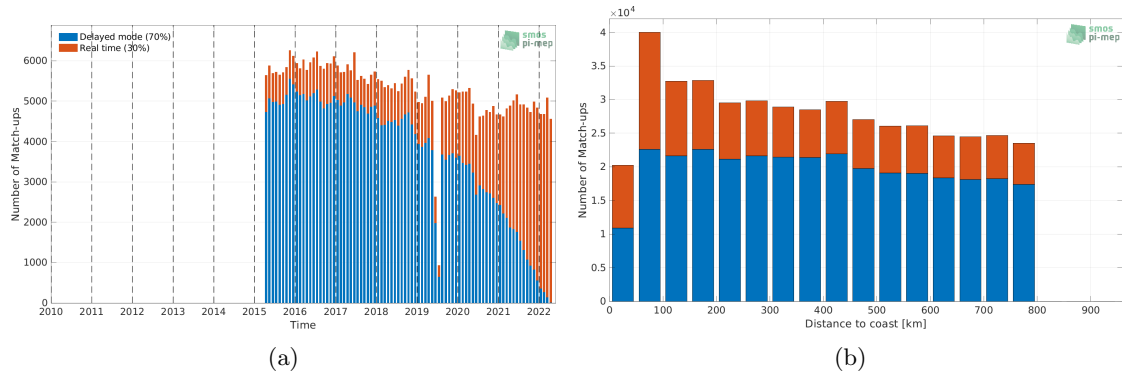 Delayed mode (70%)
Real time (30%)
smos
pi-mep
Number of Match-ups
6000
5000
4000
3000
2000
1000
0
2010 2011 2012 2013 2014 2015 2016 2017 2018 2019 2020 2021 2022
Time
(a)
×10⁴
smos
pi-mep
Number of Match-ups
4
3.5
3
2.5
2
1.5
1
0.5
0
0 100 200 300 400 500 600 700 800 900
Distance to coast [km]
(b)